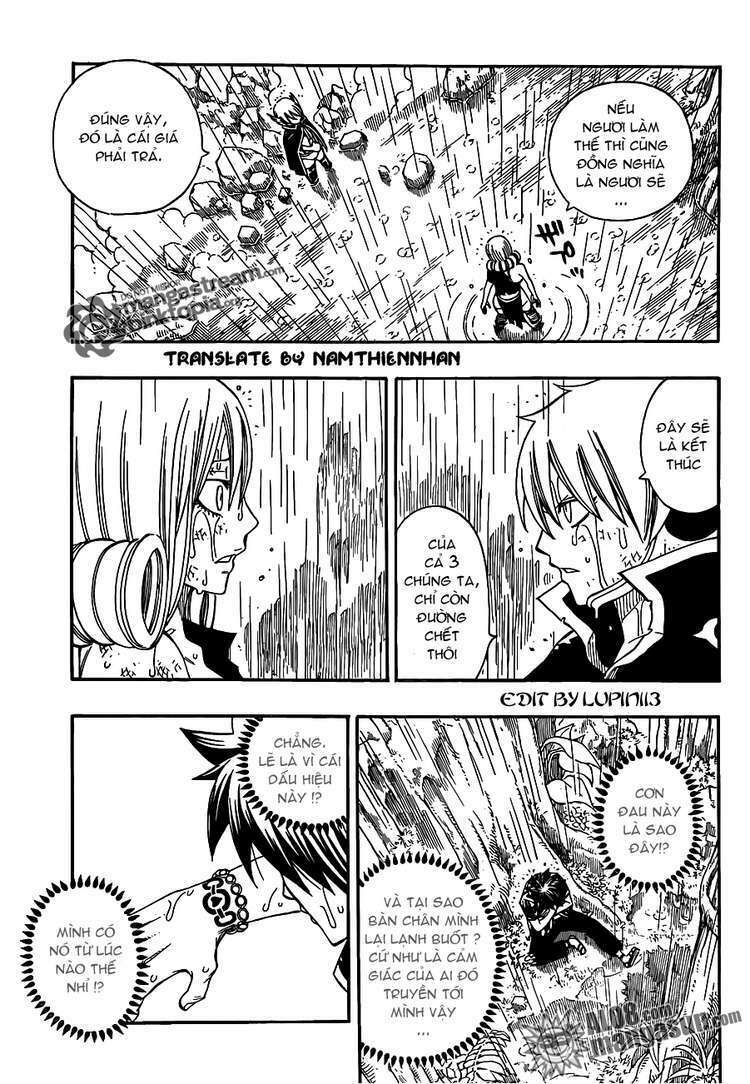 NẾU
NGƯƠI LÀM
THẾ THÌ CŨNG
ĐỒNG NGHĨA
LÀ NGƯƠI SẼ
...
ĐÚNG VẬY,
ĐÓ LÀ CÁI GIÁ
PHẢI TRẢ.
mangastream.com
binktopia
TRANSLATE BY NAMTHIENNHAN
ĐÂY SẼ
LÀ KẾT
THÚC
CỦA
CẢ 3
CHÚNG TA,
CHỈ CÒN
ĐƯỜNG
CHẾT
THÔI
EDIT BY LUPIN113
CƠN
ĐAU NÀY
LÀ SAO
ĐÂY!?
VÀ TẠI SAO
BÀN CHÂN MÌNH
LẠI LẠNH BUỐT ?
CỨ NHƯ LÀ CẢM
GIÁC CỦA AI ĐÓ
TRUYỀN TỚI
MÌNH VẬY
...
CHẲNG.
LẼ LÀ VÌ CÁI
DẤU HIỆU
NÀY !?
MÌNH CÓ
NÓ TỪ LÚC
NÀO THẾ
NHỈ !?